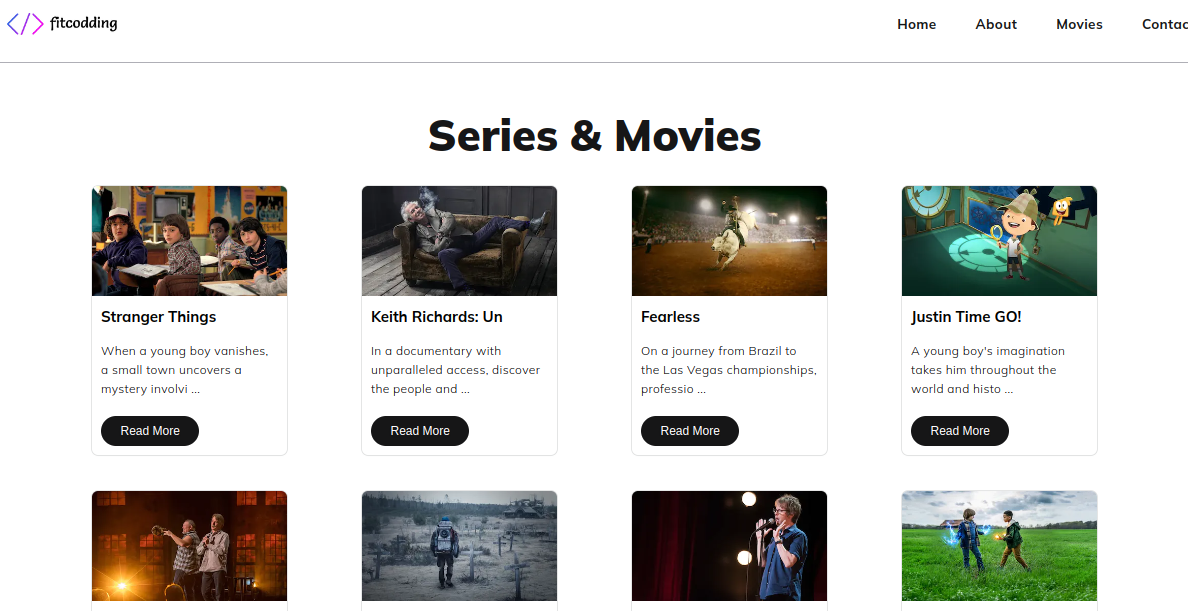 </> fitcodding
Home About Movies Contac
Series & Movies
Stranger Things
When a young boy vanishes,
a small town uncovers a
mystery involvi ...
Read More
Keith Richards: Un
In a documentary with
unparalleled access, discover
the people and ...
Read More
Fearless
On a journey from Brazil to
the Las Vegas championships,
professio ...
Read More
Justin Time GO!
A young boy's imagination
takes him throughout the
world and histo ...
Read More